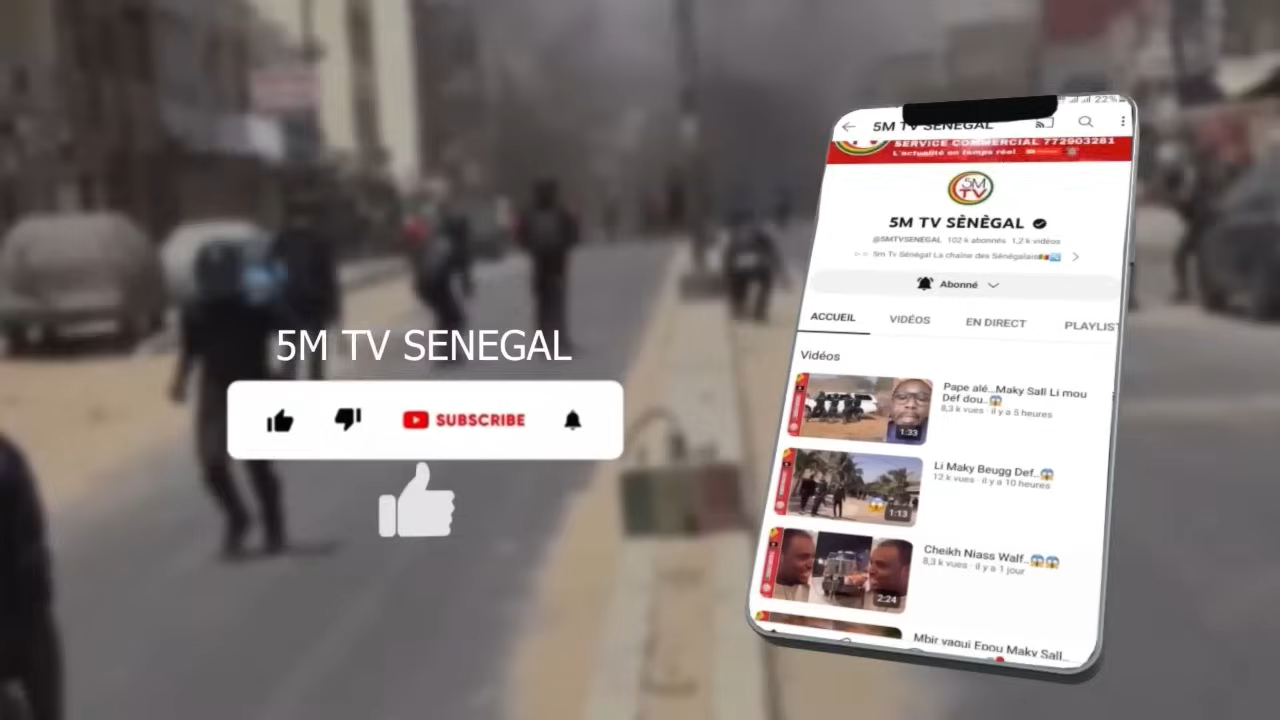 5M TV SENEGAL
SUBSCRIBE
22%
5M TV SENEGAL
SERVICE COMMERCIAL 772903281
L'actualité en temps réel
5M
TV
5M TV SÈNÈGAL
@5MTVSENEGAL 102 k abonnés 1,2 k vidéos
5m Tv Sénégal La chaîne des Sénégalais
Abonné
ACCUEIL VIDÉOS EN DIRECT PLAYLIST
Vidéos
Pape alé...Maky Sall Li mou
Déf dou..😱
8,3 k vues · il y a 5 heures
1:33
Li Maky Beugg Def..😱
12 k vues · il y a 10 heures
1:13
Cheikh Niass Walf..😱😱
8,3 k vues · il y a 1 jour
2:24
Mbir yaqui Epou Maky Sall..